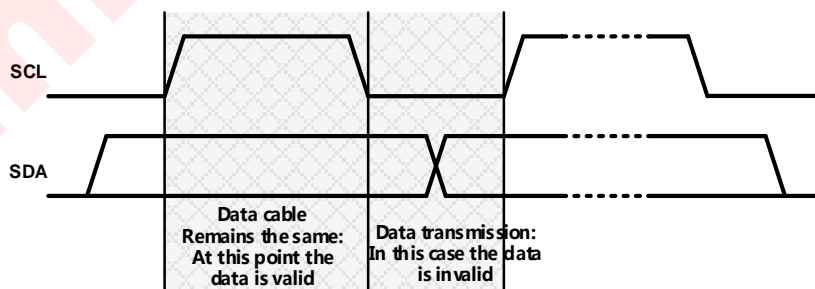 SCL
SDA
Data cable
Remains the same:
At this point the
data is valid
Data transmission:
In this case the data
is invalid